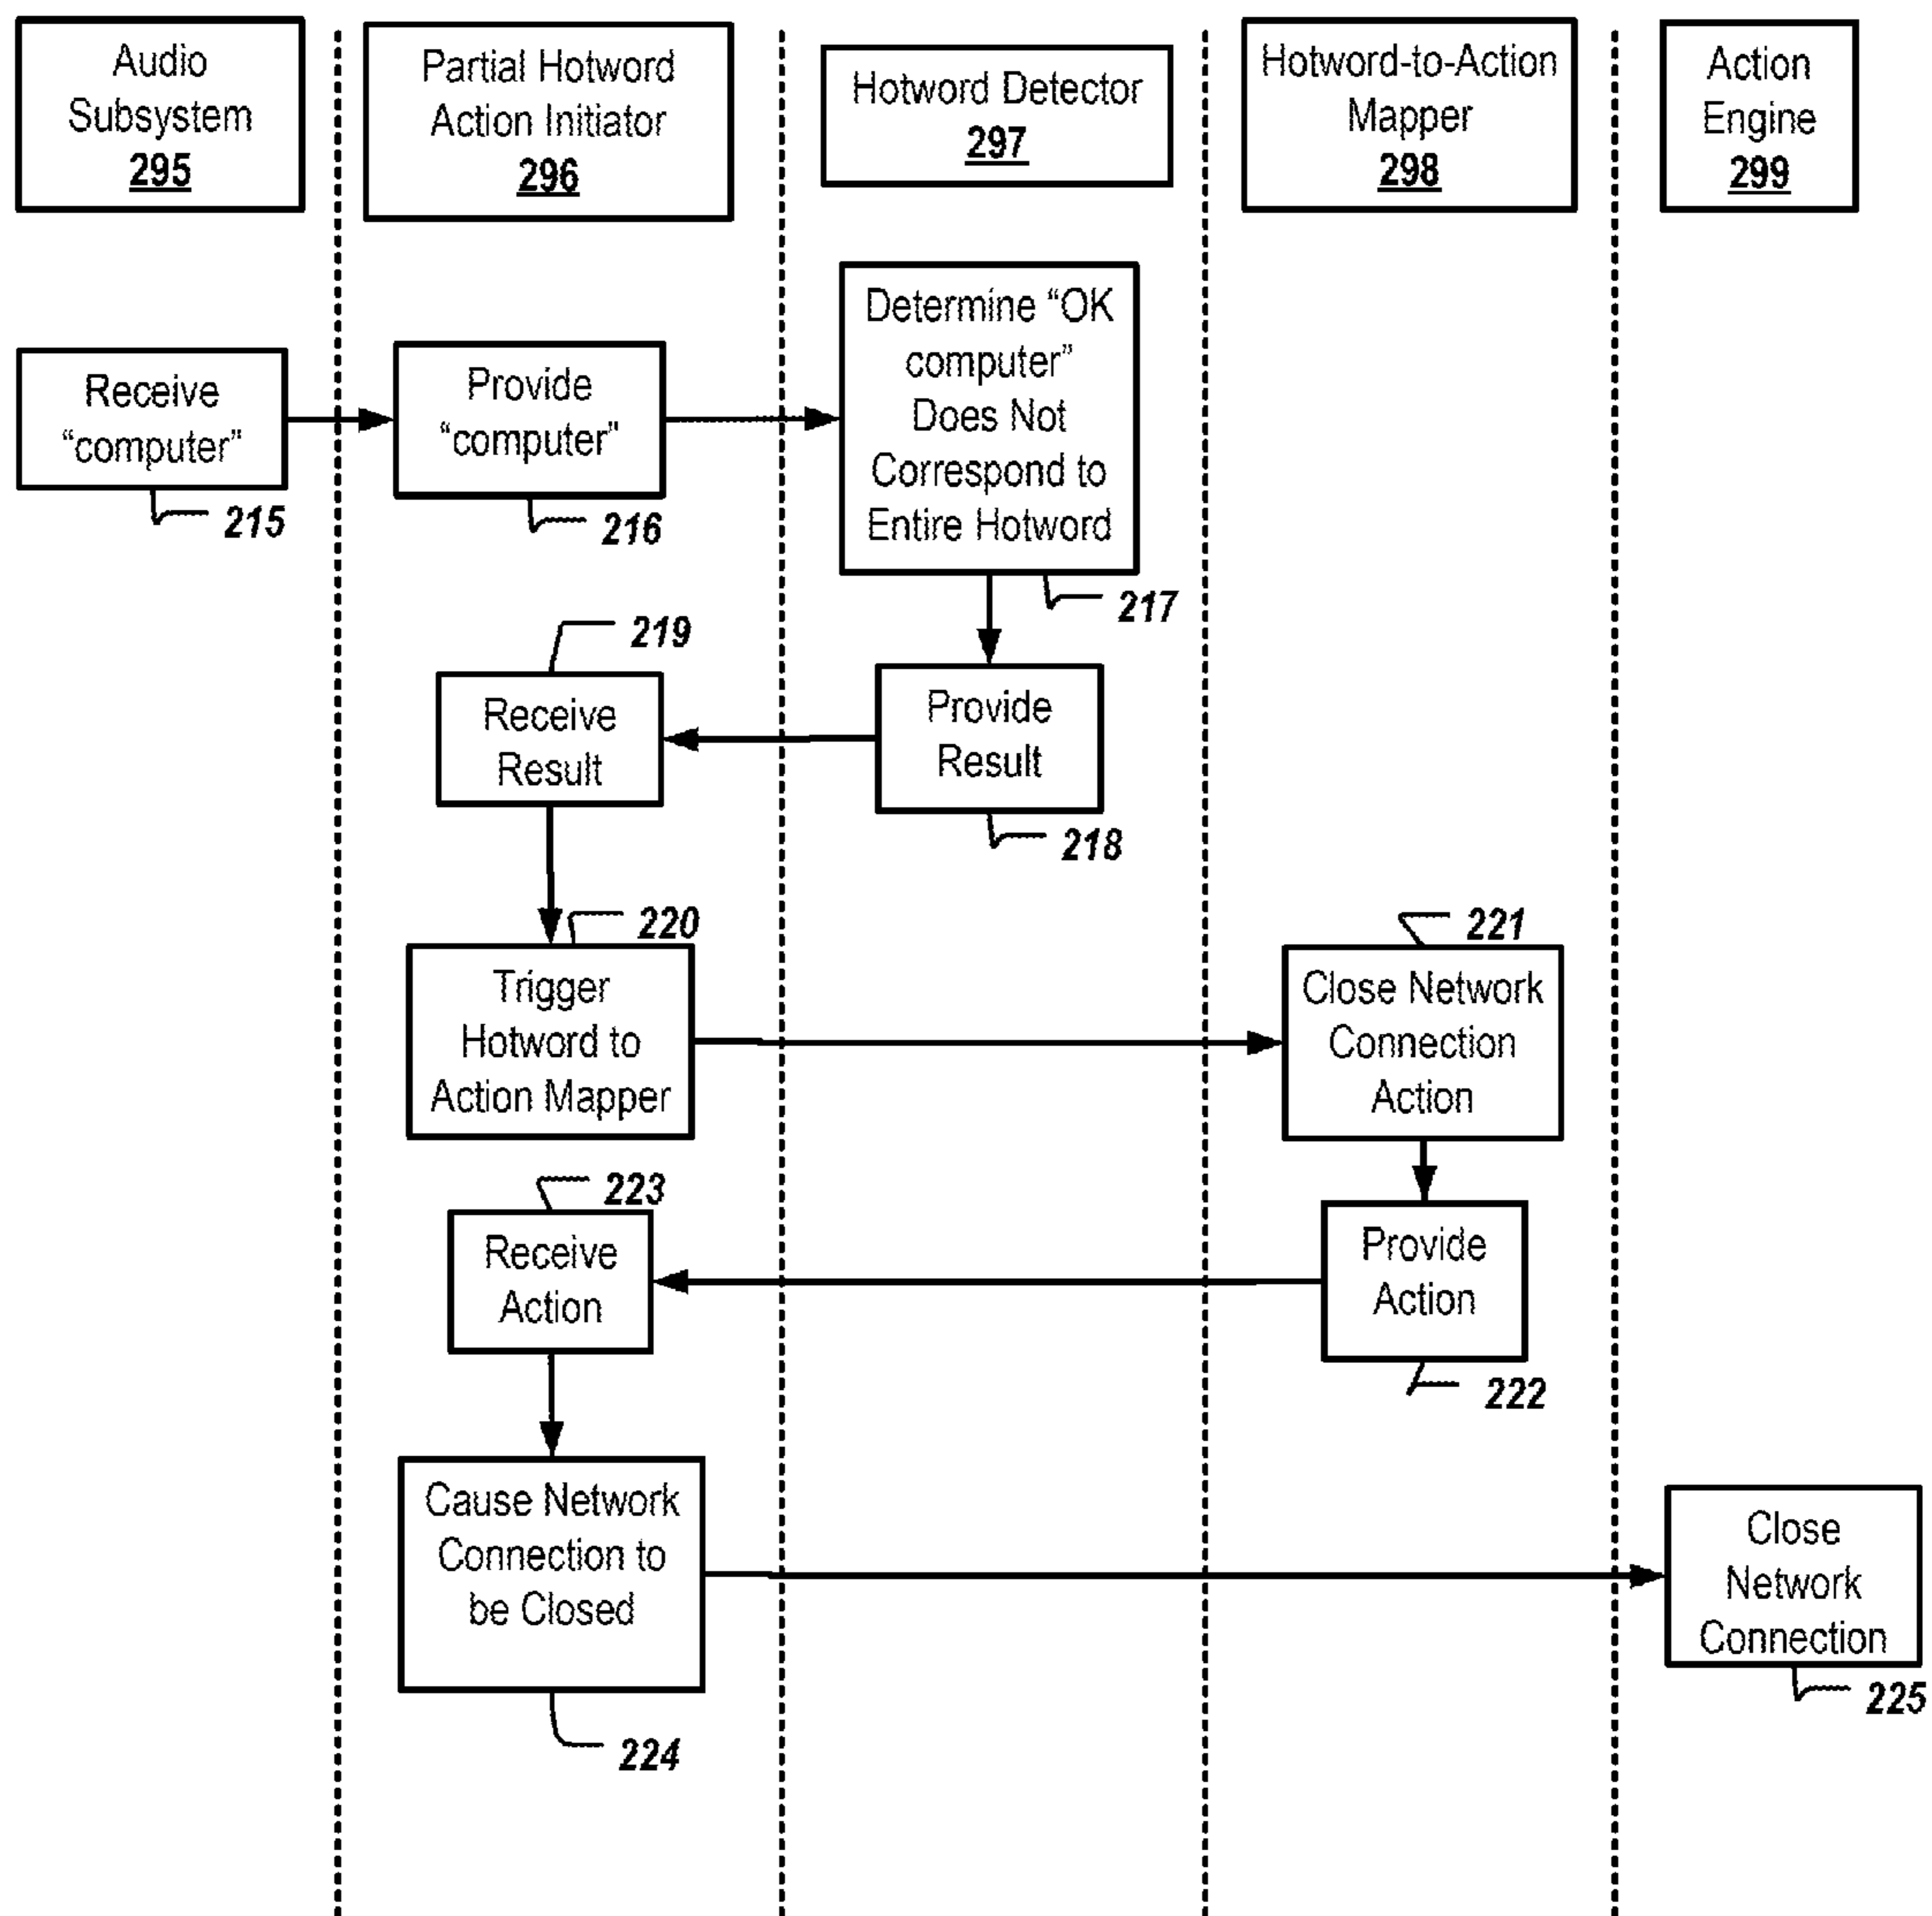 Audio
Subsystem
295
Partial Hotword
Action Initiator
296
Hotword Detector
297
Hotword-to-Action
Mapper
298
Action
Engine
299
Receive
“computer”
215
Provide
“computer”
216
Determine “OK
computer”
Does Not
Correspond to
Entire Hotword
217
Provide
Result
218
219
Receive
Result
220
Trigger
Hotword to
Action Mapper
221
Close Network
Connection
Action
Provide
Action
222
223
Receive
Action
Cause Network
Connection to
be Closed
224
Close
Network
Connection
225